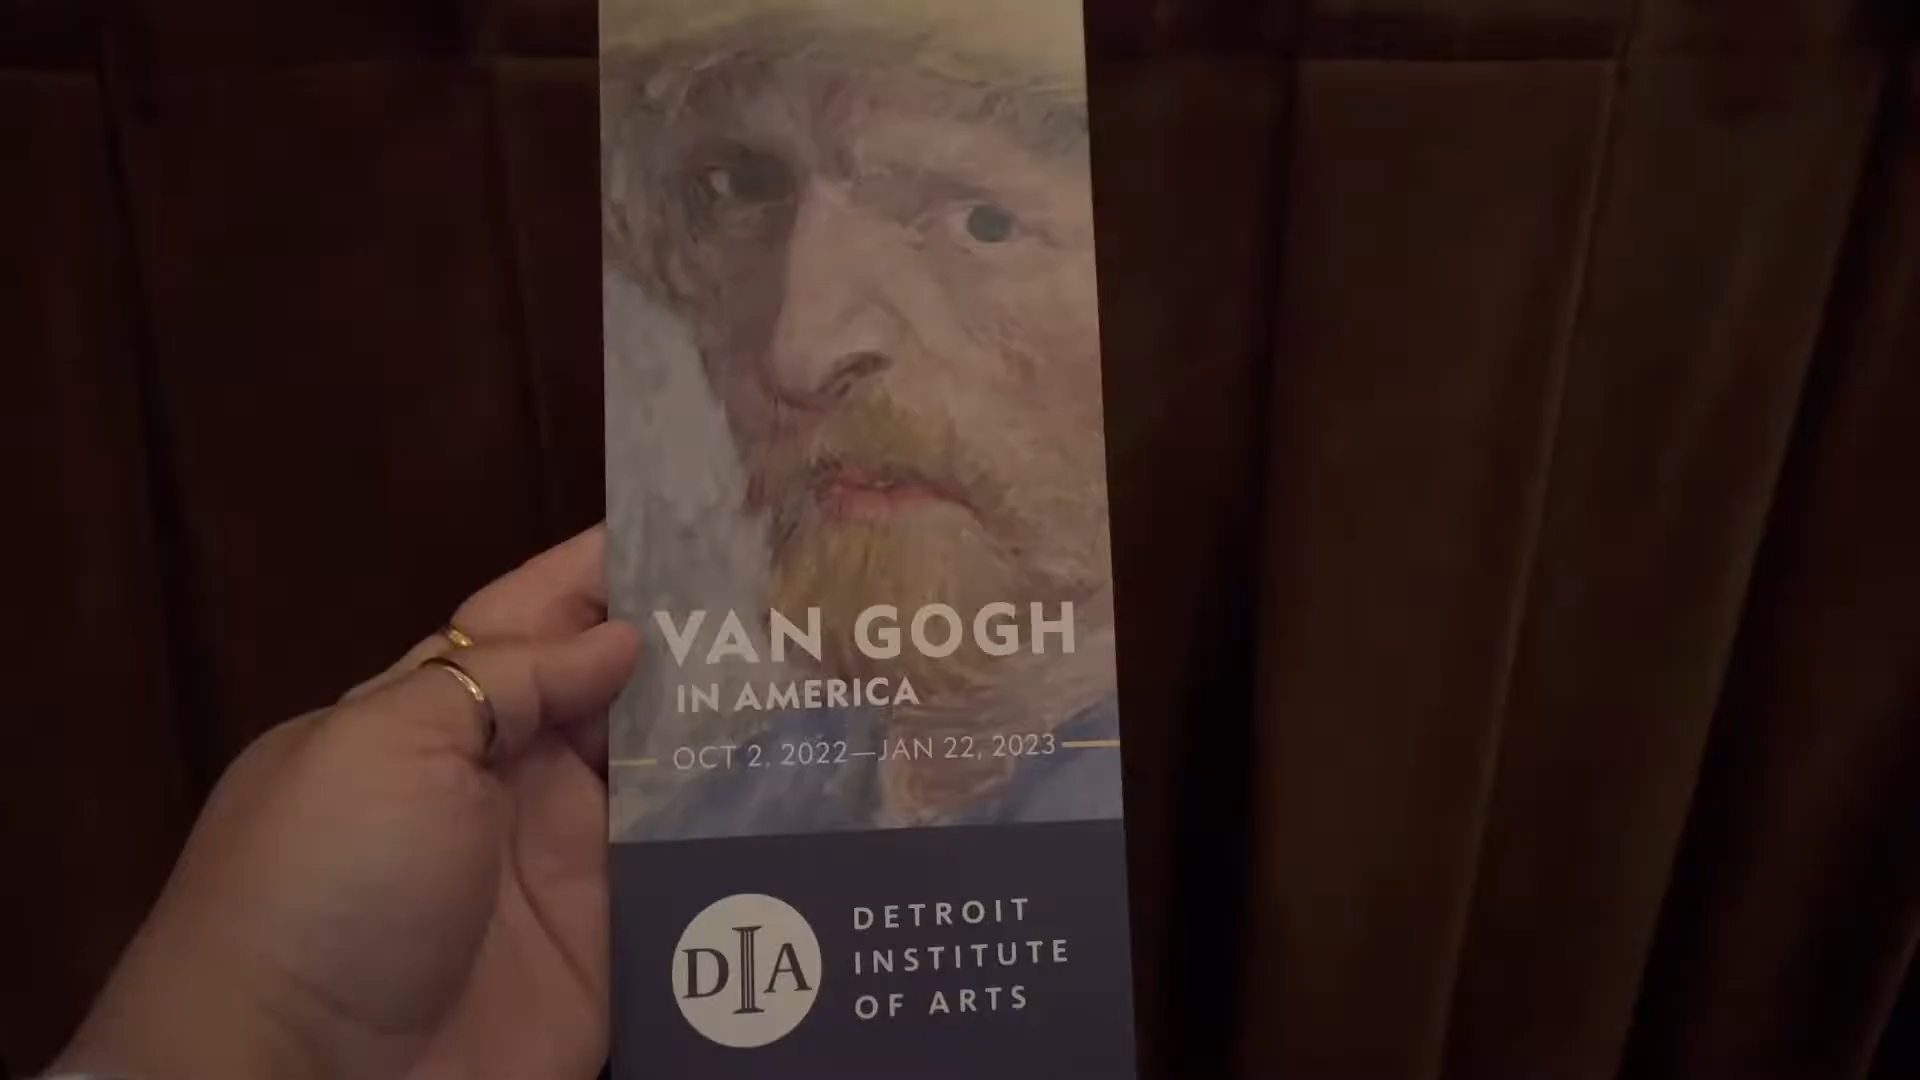 VAN GOGH
IN AMERICA
OCT 2, 2022—JAN 22, 2023
DIA
DETROIT
INSTITUTE
OF ARTS